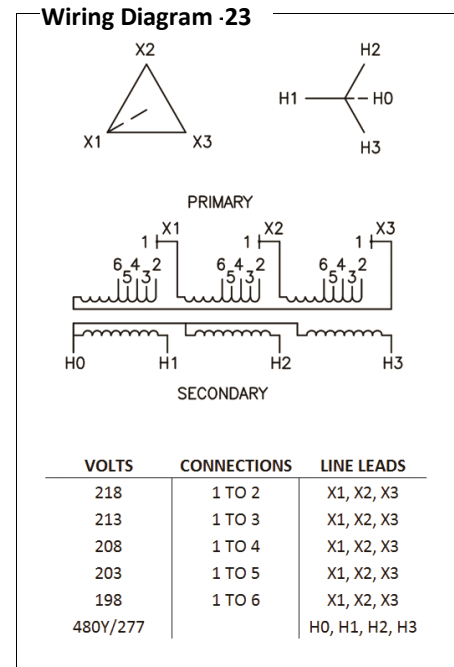 Wiring Diagram -23
X2
X1
X3
H2
H1
H0
H3
PRIMARY
X1 X2 X3
1 1 1
6 5 4 3 2 6 5 4 3 2 6 5 4 3 2
H0 H1 H2 H3
SECONDARY
VOLTS CONNECTIONS LINE LEADS
218 1 TO 2 X1, X2, X3
213 1 TO 3 X1, X2, X3
208 1 TO 4 X1, X2, X3
203 1 TO 5 X1, X2, X3
198 1 TO 6 X1, X2, X3
480Y/277 H0, H1, H2, H3